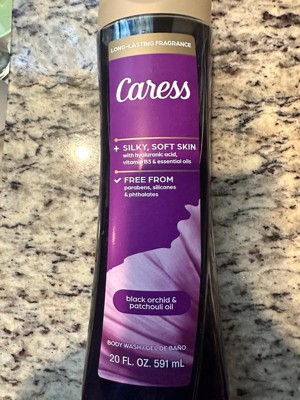 LONG-LASTING FRAGRANCE
Caress
+ SILKY, SOFT SKIN
with hyaluronic acid,
vitamin B3 & essential oils
✓ FREE FROM
parabens, silicones
& phthalates
black orchid &
patchouli oil
BODY WASH/GEL DE BAÑO
20 FL. OZ. 591 mL